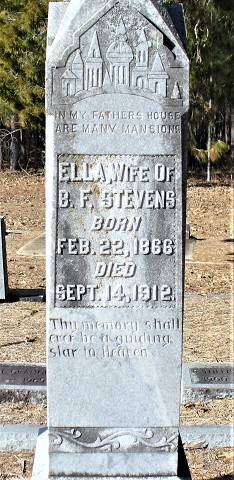 IN MY FATHERS HOUSE
ARE MANY MANSIONS
ELLA, WIFE OF
B. F. STEVENS
BORN
FEB. 22, 1866
DIED
SEPT. 14, 1912.
Thy memory shall
ever be a guiding
star to Heaven